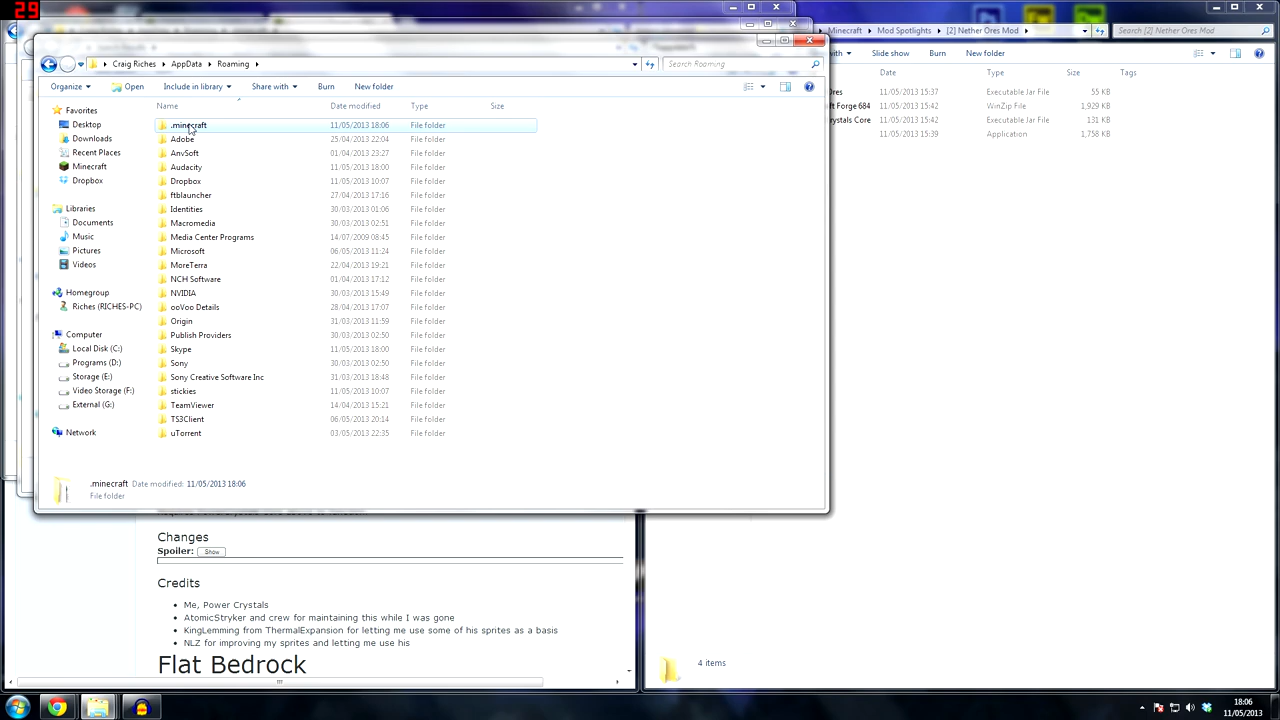 29
Craig Riches AppData Roaming
Search Roaming
Organize Open Include in library Share with Burn New folder
Favorites
Desktop
Downloads
Recent Places
Minecraft
Dropbox
Libraries
Documents
Music
Pictures
Videos
Homegroup
Riches (RICHES-PC)
Computer
Local Disk (C:)
Programs (D:)
Storage (E:)
Video Storage (F:)
External (G:)
Network
Name Date modified Type Size
.minecraft 11/05/2013 18:06 File folder
Adobe 25/04/2013 22:04 File folder
AnvSoft 01/04/2013 23:27 File folder
Audacity 11/05/2013 18:00 File folder
Dropbox 11/05/2013 10:07 File folder
ftblauncher 27/04/2013 17:16 File folder
Identities 30/03/2013 01:06 File folder
Macromedia 30/03/2013 02:51 File folder
Media Center Programs 14/07/2009 08:45 File folder
Microsoft 06/05/2013 11:24 File folder
MoreTerra 22/04/2013 19:21 File folder
NCH Software 01/04/2013 17:12 File folder
NVIDIA 30/03/2013 15:49 File folder
ooVoo Details 28/04/2013 17:07 File folder
Origin 31/03/2013 11:59 File folder
Publish Providers 30/03/2013 02:50 File folder
Skype 11/05/2013 18:00 File folder
Sony 30/03/2013 02:50 File folder
Sony Creative Software Inc 31/03/2013 18:48 File folder
stickies 11/05/2013 10:07 File folder
TeamViewer 14/04/2013 15:21 File folder
TS3Client 06/05/2013 20:14 File folder
uTorrent 03/05/2013 22:35 File folder
.minecraft Date modified: 11/05/2013 18:06
File folder
Minecraft Mod Spotlights [2] Nether Ores Mod
Search [2] Nether Ores Mod
with Slide show Burn New folder
Date Type Size Tags
Ores 11/05/2013 15:37 Executable Jar File 55 KB
ft Forge 684 11/05/2013 15:42 WinZip File 1,929 KB
rystals Core 11/05/2013 15:42 Executable Jar File 131 KB
11/05/2013 15:39 Application 1,758 KB
4 items
Changes
Spoiler: Show
Credits
Me, Power Crystals
AtomicStryker and crew for maintaining this while I was gone
KingLemming from ThermalExpansion for letting me use some of his sprites as a basis
NLZ for improving my sprites and letting me use his
Flat Bedrock
18:06
11/05/2013